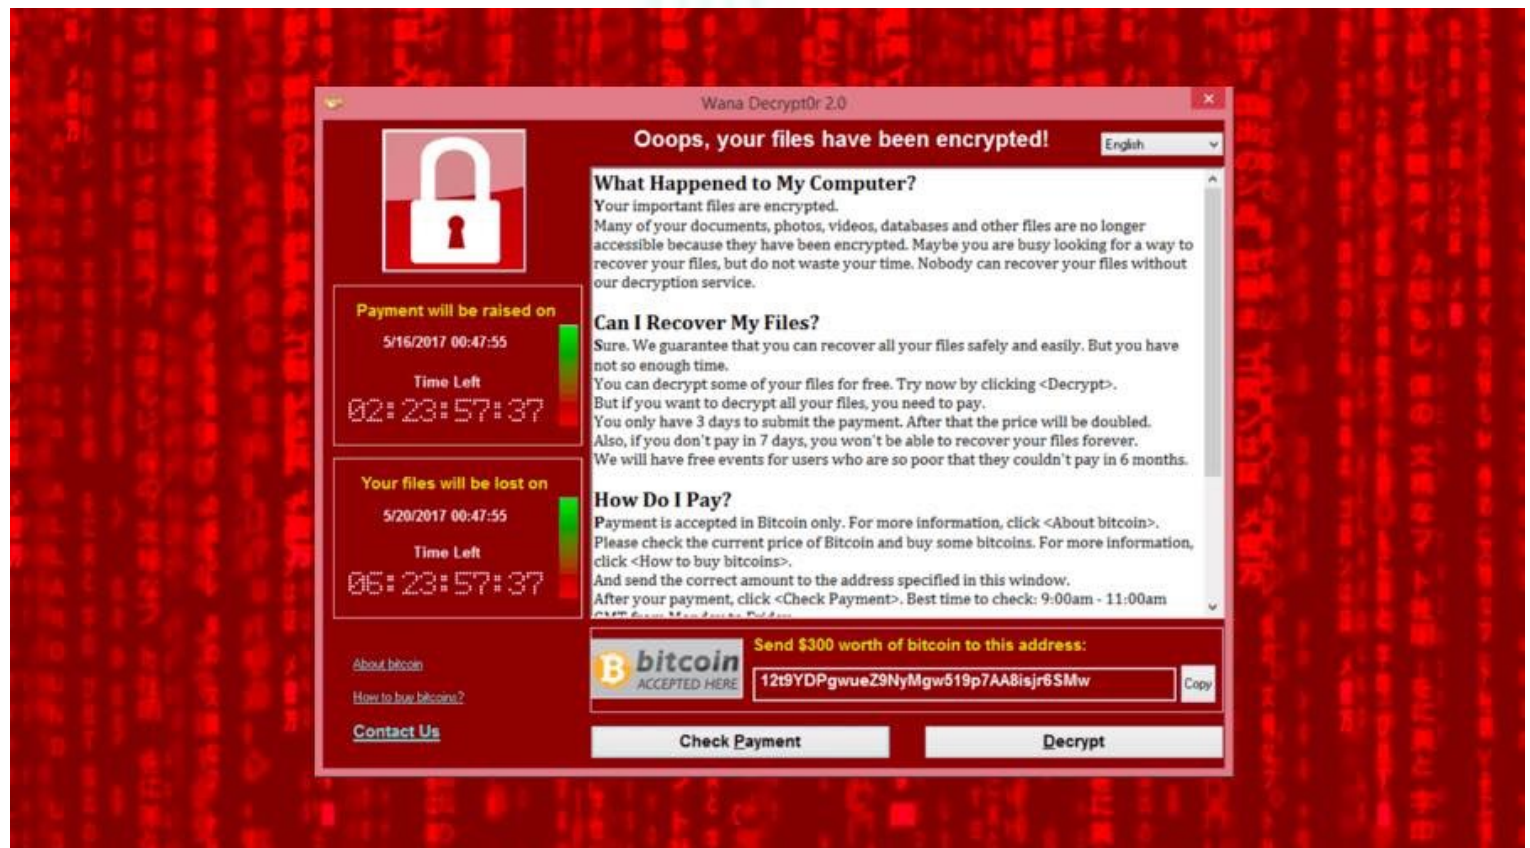 Wana Decrypt0r 2.0
Ooops, your files have been encrypted!
English
What Happened to My Computer?
Your important files are encrypted.
Many of your documents, photos, videos, databases and other files are no longer
accessible because they have been encrypted. Maybe you are busy looking for a way to
recover your files, but do not waste your time. Nobody can recover your files without
our decryption service.
Can I Recover My Files?
Sure. We guarantee that you can recover all your files safely and easily. But you have
not so enough time.
You can decrypt some of your files for free. Try now by clicking <Decrypt>.
But if you want to decrypt all your files, you need to pay.
You only have 3 days to submit the payment. After that the price will be doubled.
Also, if you don't pay in 7 days, you won't be able to recover your files forever.
We will have free events for users who are so poor that they couldn't pay in 6 months.
How Do I Pay?
Payment is accepted in Bitcoin only. For more information, click <About bitcoin>.
Please check the current price of Bitcoin and buy some bitcoins. For more information,
click <How to buy bitcoins>.
And send the correct amount to the address specified in this window.
After your payment, click <Check Payment>. Best time to check: 9:00am - 11:00am
GMT from Monday to Friday.
Payment will be raised on
5/16/2017 00:47:55
Time Left
02:23:57:37
Your files will be lost on
5/20/2017 00:47:55
Time Left
06:23:57:37
About bitcoin
How to buy bitcoins?
Contact Us
bitcoin
ACCEPTED HERE
Send $300 worth of bitcoin to this address:
12t9YDPgwueZ9NyMgw519p7AA8isjr6SMw
Copy
Check Payment
Decrypt